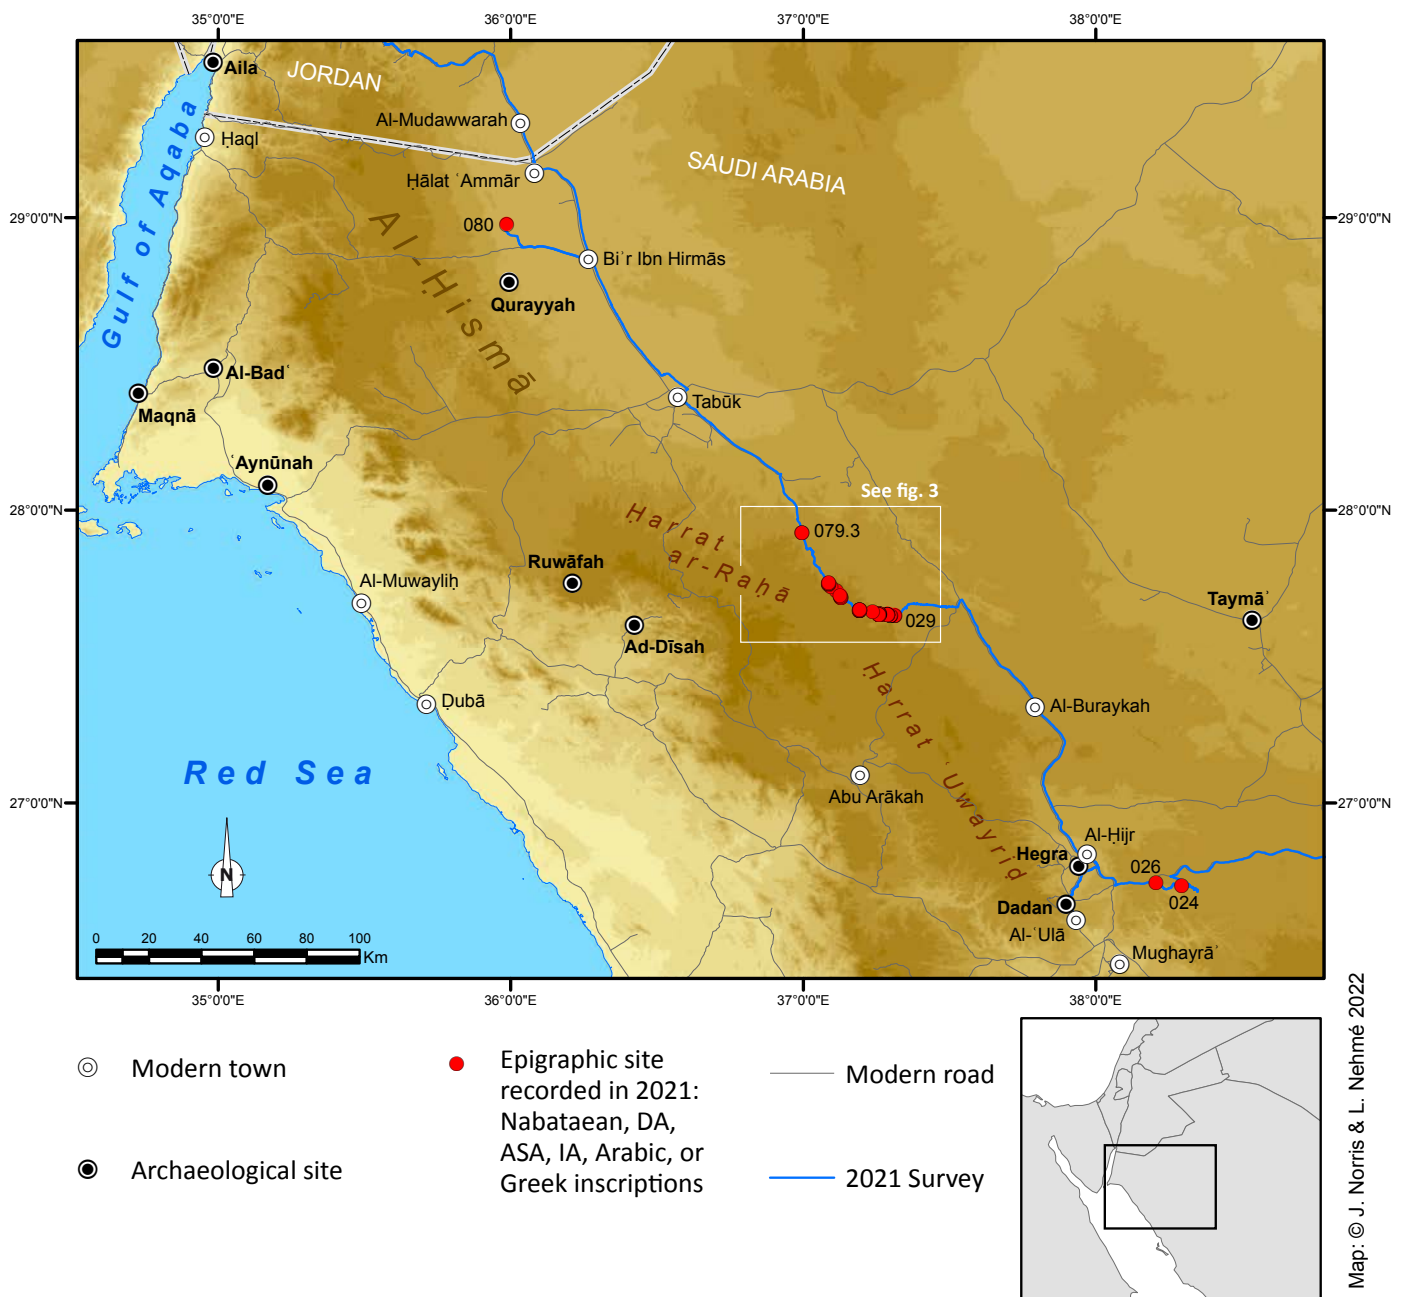 35°0'0"E
36°0'0"E
37°0'0"E
38°0'0"E
Aila
JORDAN
Al-Mudawwarah
Ḥaql
SAUDI ARABIA
Ḥālat ʿAmmār
29°0'0"N
29°0'0"N
080
Gulf of Aqaba
Al-Ḥismā
Biʾr Ibn Hirmās
Qurayyah
Al-Badʿ
Maqnā
Tabūk
ʿAynūnah
See fig. 3
28°0'0"N
28°0'0"N
Ḥarrat
ar-Raḥā
079.3
Ruwāfah
Al-Muwayliḥ
Taymāʾ
029
Ad-Dīsah
Ḍubā
Ḥarrat ʿUwayriḍ
Al-Buraykah
Red Sea
Abu Arākah
27°0'0"N
27°0'0"N
Al-Ḥijr
Hegra
026
024
N
Dadan
Al-ʿUlā
Mughayrāʾ
0 20 40 60 80 100
Km
35°0'0"E
36°0'0"E
37°0'0"E
38°0'0"E
Modern town
Archaeological site
Epigraphic site
recorded in 2021:
Nabataean, DA,
ASA, IA, Arabic, or
Greek inscriptions
Modern road
2021 Survey
Map: © J. Norris & L. Nehmé 2022